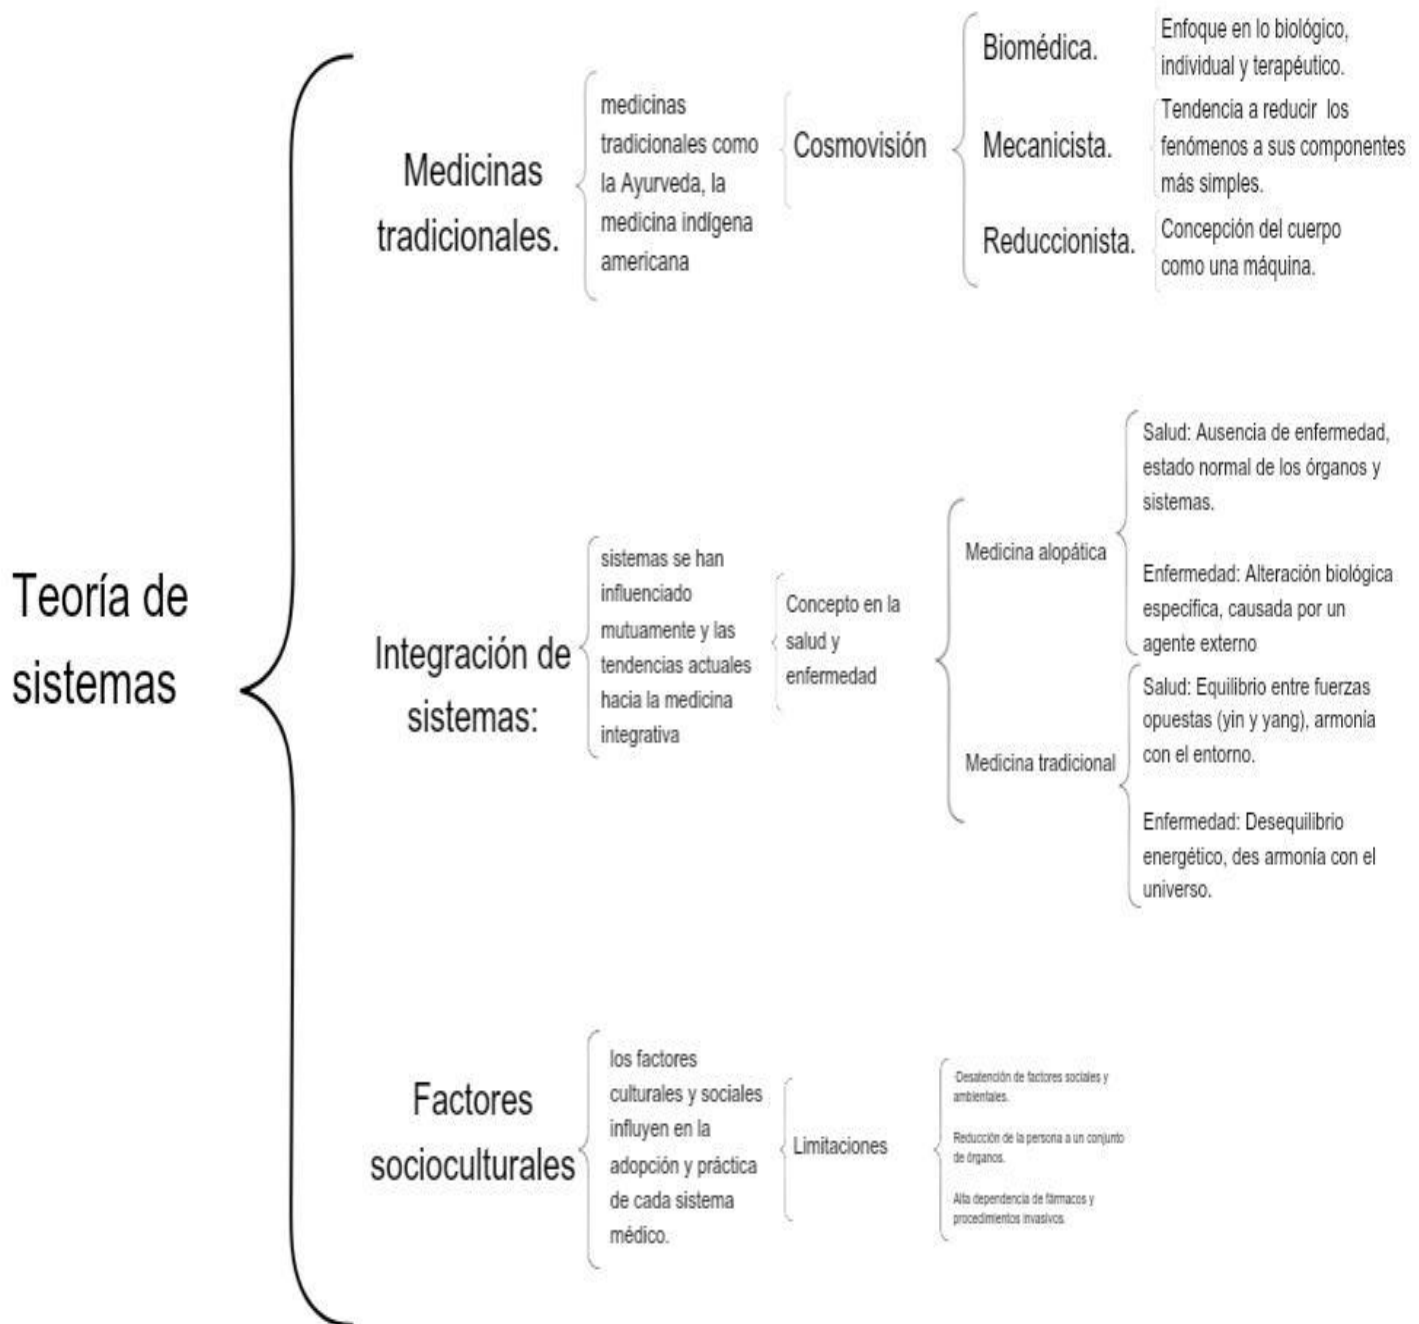 Teoría de
sistemas
Medicinas
tradicionales.
medicinas
tradicionales como
la Ayurveda, la
medicina indígena
americana
Cosmovisión
Biomédica.
Enfoque en lo biológico,
individual y terapéutico.
Mecanicista.
Tendencia a reducir los
fenómenos a sus componentes
más simples.
Reduccionista.
Concepción del cuerpo
como una máquina.
Integración de
sistemas:
sistemas se han
influenciado
mutuamente y las
tendencias actuales
hacia la medicina
integrativa
Concepto en la
salud y
enfermedad
Medicina alopática
Salud: Ausencia de enfermedad,
estado normal de los órganos y
sistemas.
Enfermedad: Alteración biológica
específica, causada por un
agente externo
Medicina tradicional
Salud: Equilibrio entre fuerzas
opuestas (yin y yang), armonía
con el entorno.
Enfermedad: Desequilibrio
energético, des armonía con el
universo.
Factores
socioculturales
los factores
culturales y sociales
influyen en la
adopción y práctica
de cada sistema
médico.
Limitaciones
·Desatención de factores sociales y
ambientales.
Reducción de la persona a un conjunto
de órganos.
Alta dependencia de fármacos y
procedimientos invasivos.